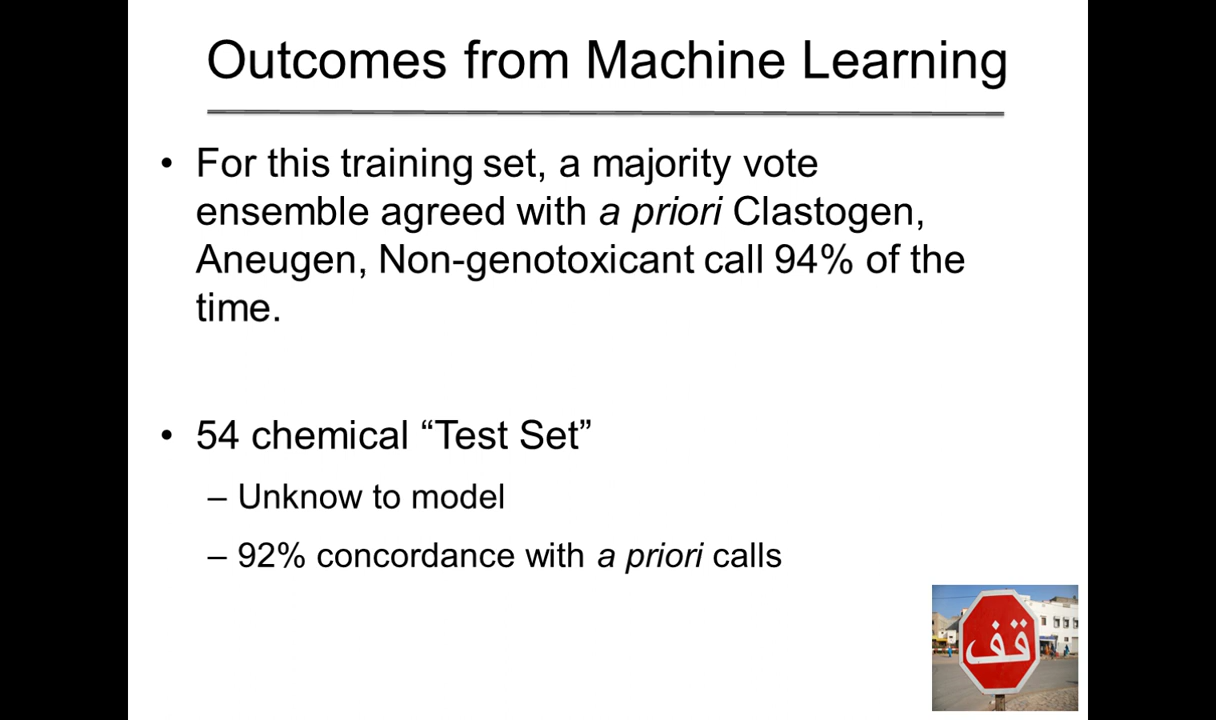 Outcomes from Machine Learning
• For this training set, a majority vote
ensemble agreed with a priori Clastogen,
Aneugen, Non-genotoxicant call 94% of the
time.
• 54 chemical “Test Set”
– Unknow to model
– 92% concordance with a priori calls
قف